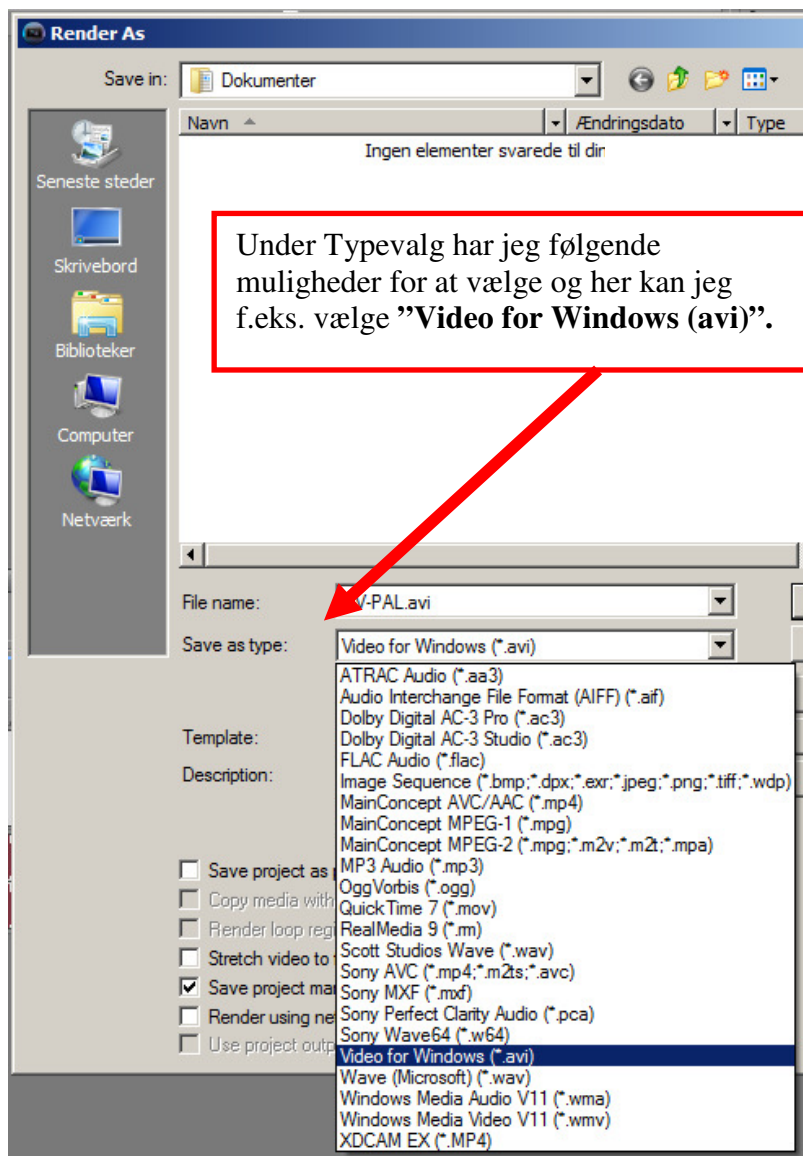 Render As
Save in:
Dokumenter
Navn
Ændringsdato
Type
Ingen elementer svarede til din
Seneste steder
Skrivebord
Biblioteker
Computer
Netværk
Under Typevalg har jeg følgende
muligheder for at vælge og her kan jeg
f.eks. vælge ”Video for Windows (avi)”.
File name:
V-PAL.avi
Save as type:
Video for Windows (*.avi)
ATRAC Audio (*.aa3)
Audio Interchange File Format (AIFF) (*.aif)
Dolby Digital AC-3 Pro (*.ac3)
Template:
Dolby Digital AC-3 Studio (*.ac3)
FLAC Audio (*.flac)
Description:
Image Sequence (*.bmp;*.dpx;*.exr;*.jpeg;*.png;*.tiff;*.wdp)
MainConcept AVC/AAC (*.mp4)
MainConcept MPEG-1 (*.mpg)
MainConcept MPEG-2 (*.mpg;*.m2v;*.m2t;*.mpa)
MP3 Audio (*.mp3)
OggVorbis (*.ogg)
QuickTime 7 (*.mov)
RealMedia 9 (*.rm)
Scott Studios Wave (*.wav)
Sony AVC (*.mp4;*.m2ts;*.avc)
Sony MXF (*.mxf)
Sony Perfect Clarity Audio (*.pca)
Sony Wave64 (*.w64)
Video for Windows (*.avi)
Wave (Microsoft) (*.wav)
Windows Media Audio V11 (*.wma)
Windows Media Video V11 (*.wmv)
XDCAM EX (*.MP4)
Save project as
Copy media with
Render loop regi
Stretch video to
Save project mar
Render using net
Use project outp